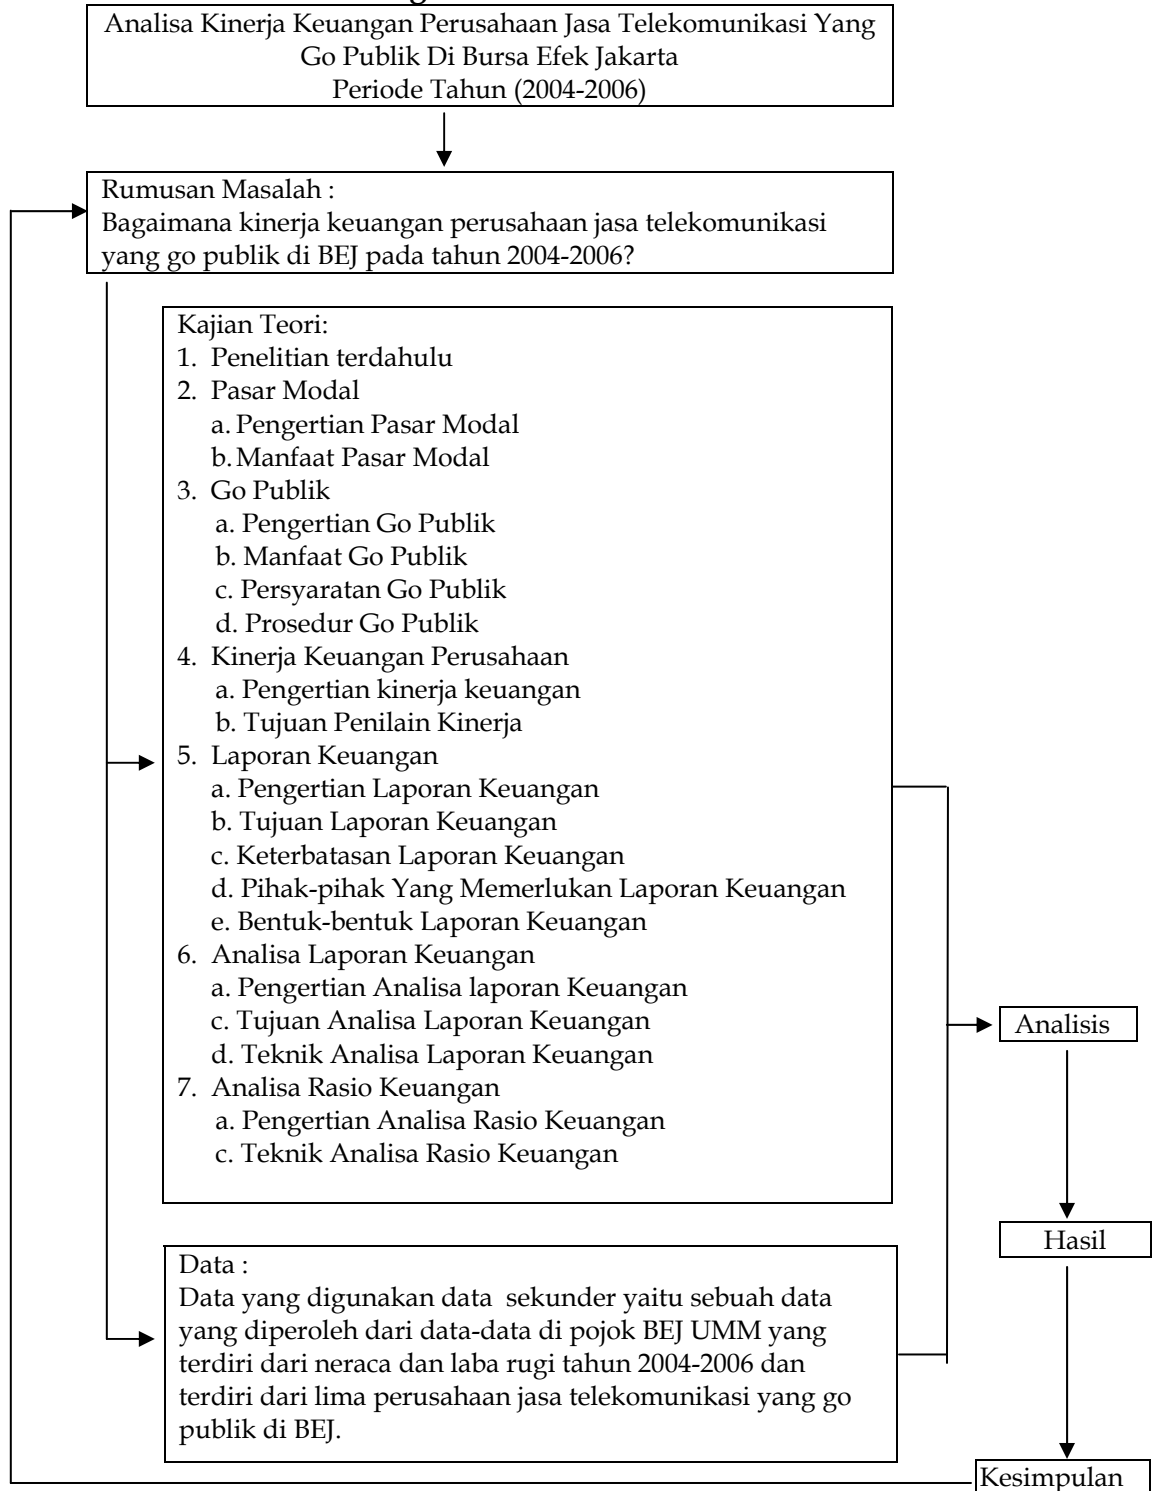 Analisa Kinerja Keuangan Perusahaan Jasa Telekomunikasi Yang
Go Publik Di Bursa Efek Jakarta
Periode Tahun (2004-2006)
Rumusan Masalah :
Bagaimana kinerja keuangan perusahaan jasa telekomunikasi
yang go publik di BEJ pada tahun 2004-2006?
Kajian Teori:
1. Penelitian terdahulu
2. Pasar Modal
a. Pengertian Pasar Modal
b. Manfaat Pasar Modal
3. Go Publik
a. Pengertian Go Publik
b. Manfaat Go Publik
c. Persyaratan Go Publik
d. Prosedur Go Publik
4. Kinerja Keuangan Perusahaan
a. Pengertian kinerja keuangan
b. Tujuan Penilain Kinerja
5. Laporan Keuangan
a. Pengertian Laporan Keuangan
b. Tujuan Laporan Keuangan
c. Keterbatasan Laporan Keuangan
d. Pihak-pihak Yang Memerlukan Laporan Keuangan
e. Bentuk-bentuk Laporan Keuangan
6. Analisa Laporan Keuangan
a. Pengertian Analisa laporan Keuangan
c. Tujuan Analisa Laporan Keuangan
d. Teknik Analisa Laporan Keuangan
7. Analisa Rasio Keuangan
a. Pengertian Analisa Rasio Keuangan
c. Teknik Analisa Rasio Keuangan
Analisis
Hasil
Data :
Data yang digunakan data sekunder yaitu sebuah data
yang diperoleh dari data-data di pojok BEJ UMM yang
terdiri dari neraca dan laba rugi tahun 2004-2006 dan
terdiri dari lima perusahaan jasa telekomunikasi yang go
publik di BEJ.
Kesimpulan